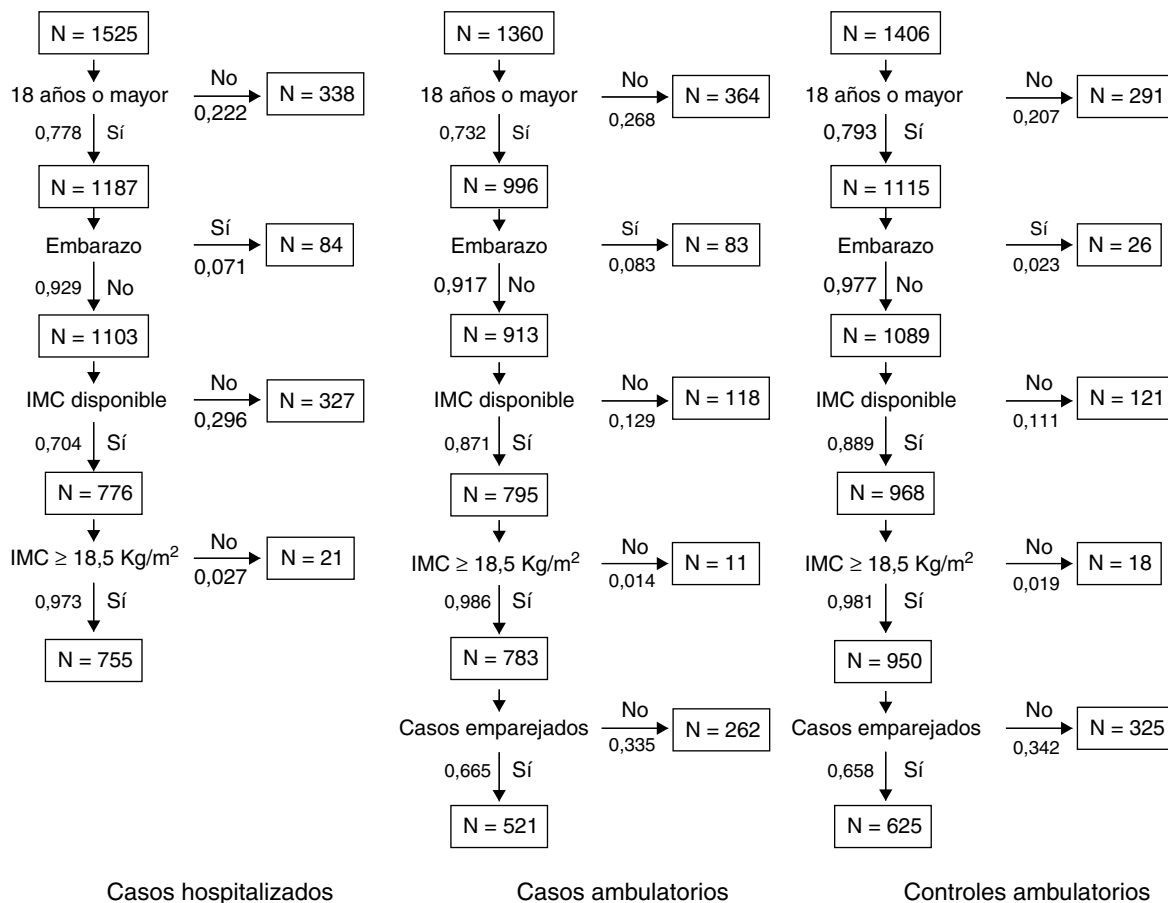 N = 1525
18 años o mayor
No
0,222
N = 338
0,778
Sí
N = 1187
Embarazo
Sí
0,071
N = 84
0,929
No
N = 1103
IMC disponible
No
0,296
N = 327
0,704
Sí
N = 776
IMC ≥ 18,5 Kg/m²
No
0,027
N = 21
0,973
Sí
N = 755
Casos hospitalizados
N = 1360
18 años o mayor
No
0,268
N = 364
0,732
Sí
N = 996
Embarazo
Sí
0,083
N = 83
0,917
No
N = 913
IMC disponible
No
0,129
N = 118
0,871
Sí
N = 795
IMC ≥ 18,5 Kg/m²
No
0,014
N = 11
0,986
Sí
N = 783
Casos emparejados
No
0,335
N = 262
0,665
Sí
N = 521
Casos ambulatorios
N = 1406
18 años o mayor
No
0,207
N = 291
0,793
Sí
N = 1115
Embarazo
Sí
0,023
N = 26
0,977
No
N = 1089
IMC disponible
No
0,111
N = 121
0,889
Sí
N = 968
IMC ≥ 18,5 Kg/m²
No
0,019
N = 18
0,981
Sí
N = 950
Casos emparejados
No
0,342
N = 325
0,658
Sí
N = 625
Controles ambulatorios